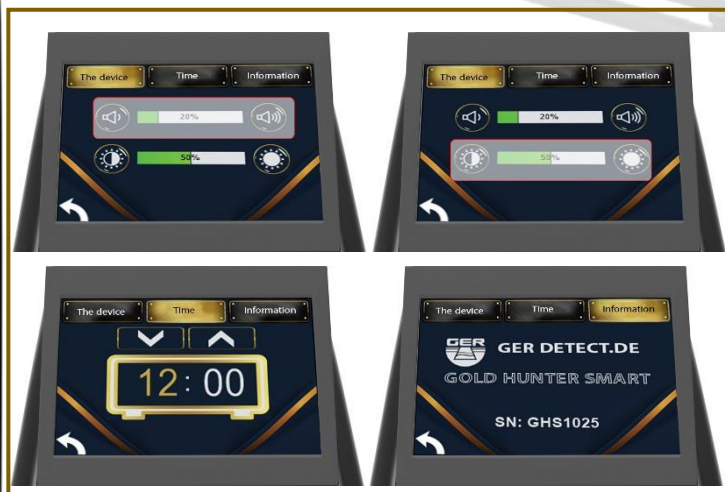 The device Time Information
20%
50%
The device Time Information
20%
50%
The device Time Information
12:00
The device Time Information
GER
GER DETECT.DE
GOLD HUNTER SMART
SN: GHS1025